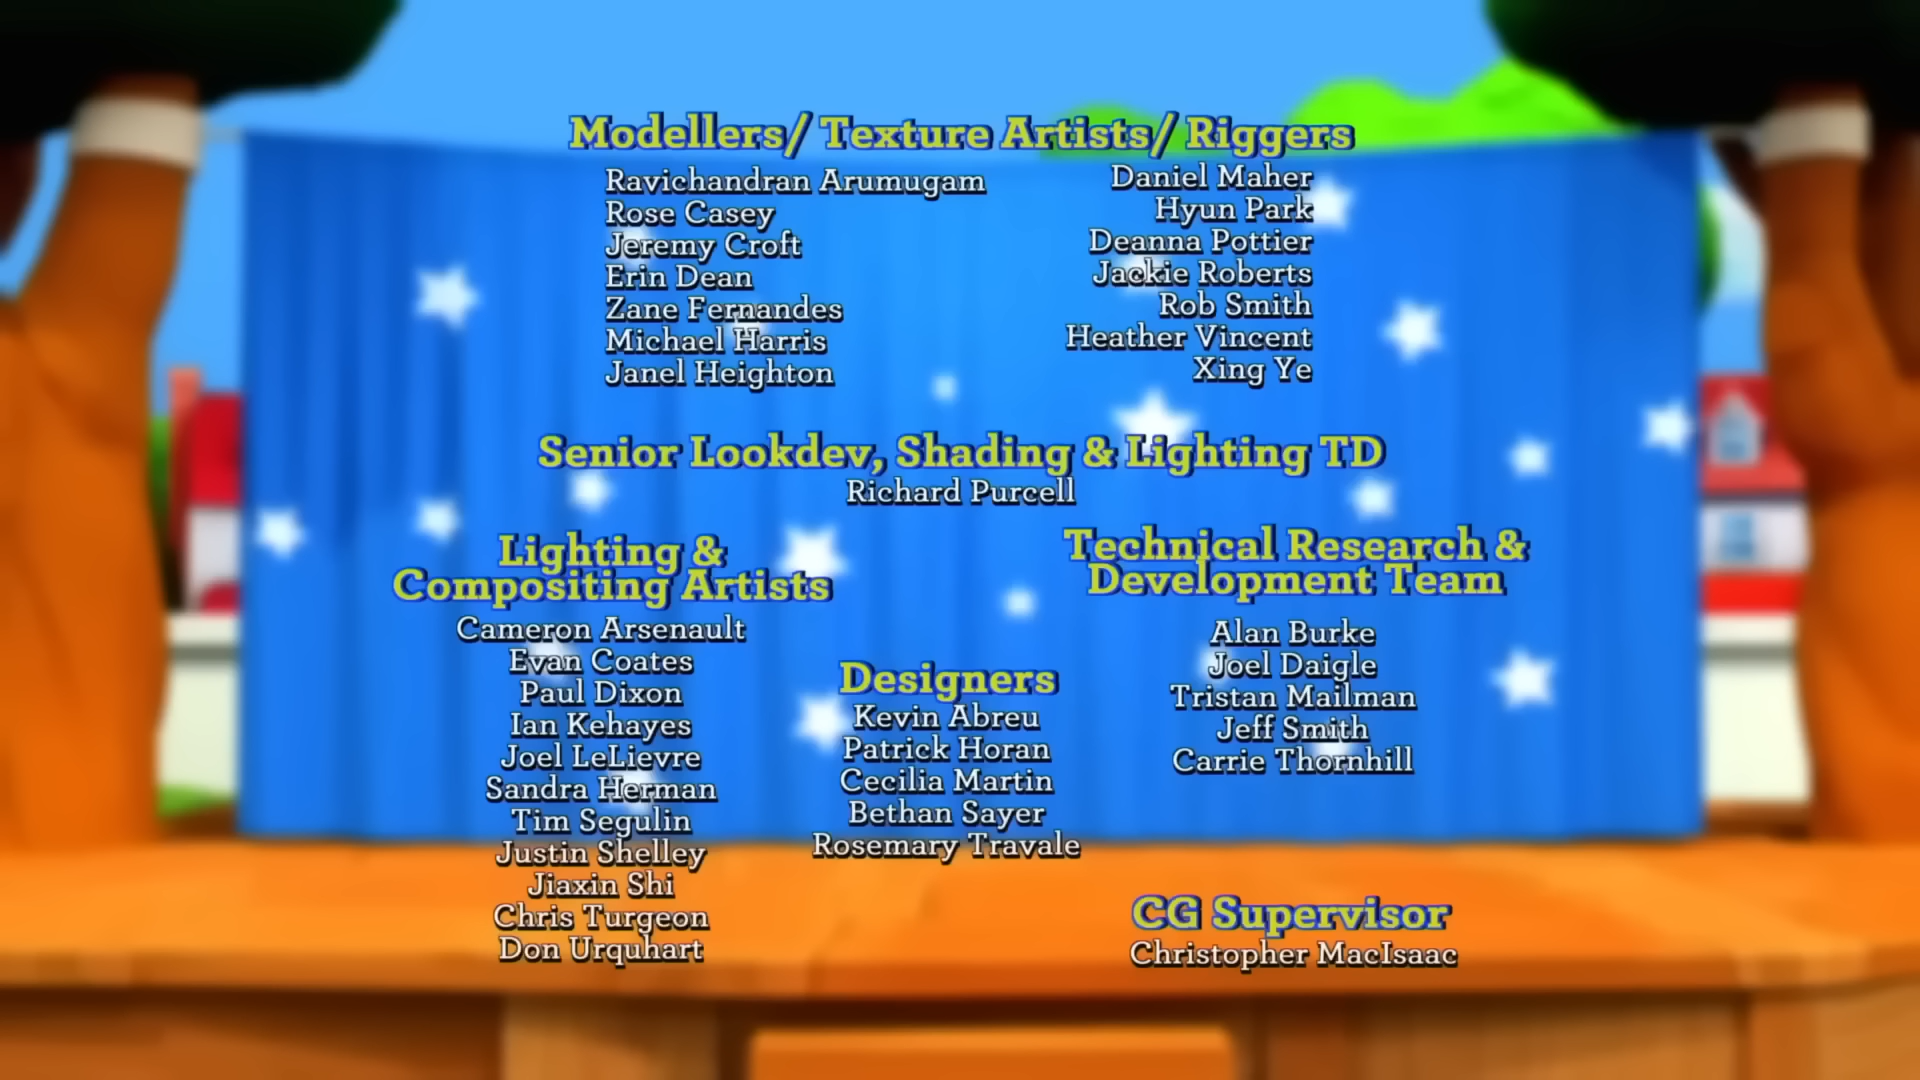 Modellers/ Texture Artists/ Riggers
Ravichandran Arumugam
Rose Casey
Jeremy Croft
Erin Dean
Zane Fernandes
Michael Harris
Janel Heighton
Daniel Maher
Hyun Park
Deanna Pottier
Jackie Roberts
Rob Smith
Heather Vincent
Xing Ye
Senior Lookdev, Shading & Lighting TD
Richard Purcell
Lighting &
Compositing Artists
Cameron Arsenault
Evan Coates
Paul Dixon
Ian Kehayes
Joel LeLievre
Sandra Herman
Tim Segulin
Justin Shelley
Jiaxin Shi
Chris Turgeon
Don Urquhart
Designers
Kevin Abreu
Patrick Horan
Cecilia Martin
Bethan Sayer
Rosemary Travale
Technical Research &
Development Team
Alan Burke
Joel Daigle
Tristan Mailman
Jeff Smith
Carrie Thornhill
CG Supervisor
Christopher MacIsaac